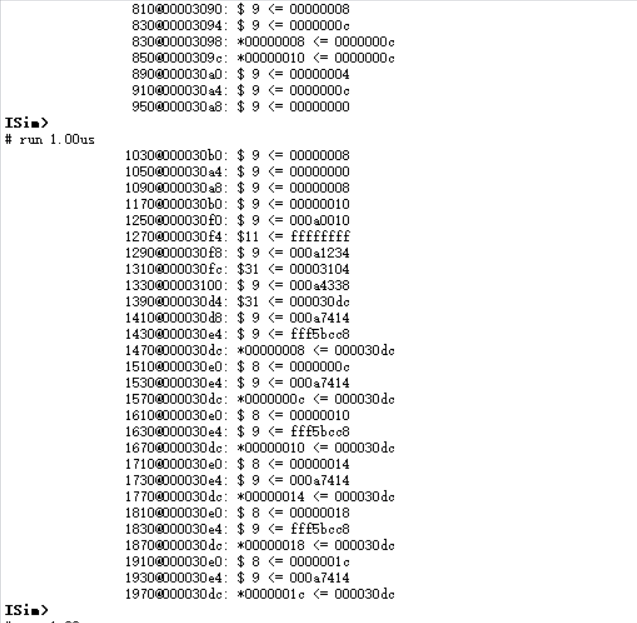 810@00003090: $ 9 <= 00000008
830@00003094: $ 9 <= 0000000c
830@00003098: *00000008 <= 0000000c
850@0000309c: *00000010 <= 0000000c
890@000030a0: $ 9 <= 00000004
910@000030a4: $ 9 <= 0000000c
950@000030a8: $ 9 <= 00000000
ISim>
# run 1.00us
1030@000030b0: $ 9 <= 00000008
1050@000030a4: $ 9 <= 00000000
1090@000030a8: $ 9 <= 00000008
1170@000030b0: $ 9 <= 00000010
1250@000030f0: $ 9 <= 000a0010
1270@000030f4: $11 <= ffffffff
1290@000030f8: $ 9 <= 000a1234
1310@000030fc: $31 <= 00003104
1330@00003100: $ 9 <= 000a4338
1390@000030d4: $31 <= 000030dc
1410@000030d8: $ 9 <= 000a7414
1430@000030e4: $ 9 <= fff5bcc8
1470@000030dc: *00000008 <= 000030dc
1510@000030e0: $ 8 <= 0000000c
1530@000030e4: $ 9 <= 000a7414
1570@000030dc: *0000000c <= 000030dc
1610@000030e0: $ 8 <= 00000010
1630@000030e4: $ 9 <= fff5bcc8
1670@000030dc: *00000010 <= 000030dc
1710@000030e0: $ 8 <= 00000014
1730@000030e4: $ 9 <= 000a7414
1770@000030dc: *00000014 <= 000030dc
1810@000030e0: $ 8 <= 00000018
1830@000030e4: $ 9 <= fff5bcc8
1870@000030dc: *00000018 <= 000030dc
1910@000030e0: $ 8 <= 0000001c
1930@000030e4: $ 9 <= 000a7414
1970@000030dc: *0000001c <= 000030dc
ISim>